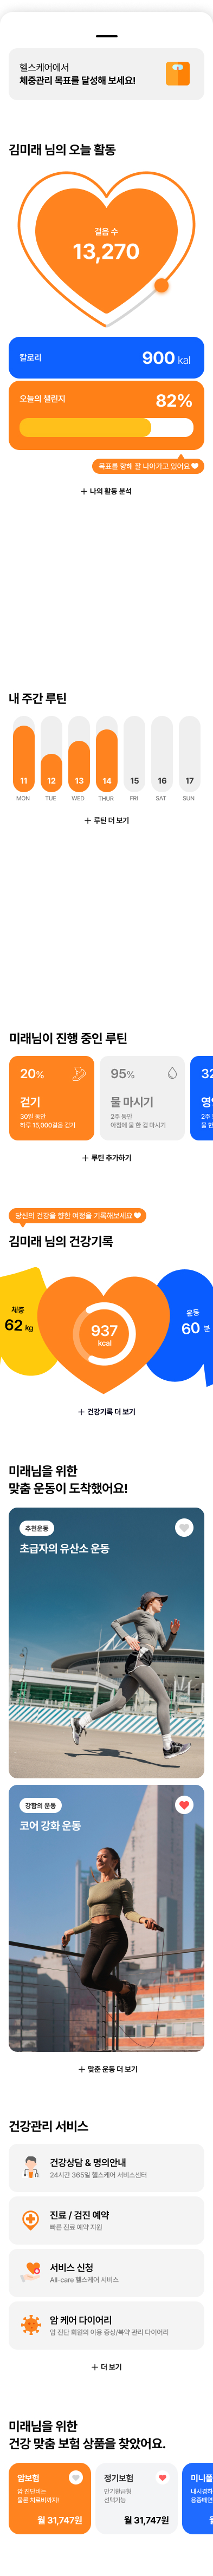 헬스케어에서
체중관리 목표를 달성해 보세요!
김미래 님의 오늘 활동
걸음 수
13,270
칼로리
900 kal
오늘의 챌린지
82%
목표를 향해 잘 나아가고 있어요
+ 나의 활동 분석
내 주간 루틴
11 12 13 14 15 16 17
MON TUE WED THUR FRI SAT SUN
+ 루틴 더 보기
미래님이 진행 중인 루틴
20%
걷기
30일 동안
하루 15,000걸음 걷기
95%
물 마시기
2주 동안
아침에 물 한 컵 마시기
+ 루틴 추가하기
당신의 건강을 향한 여정을 기록해보세요
김미래 님의 건강기록
체중
62 kg
937
kcal
운동
60 분
+ 건강기록 더 보기
미래님을 위한
맞춤 운동이 도착했어요!
추천운동
초급자의 유산소 운동
강합의 운동
코어 강화 운동
+ 맞춘 운동 더 보기
건강관리 서비스
건강상담 & 명의안내
24시간 365일 헬스케어 서비스센터
진료 / 검진 예약
빠른 진료 예약 지원
서비스 신청
All-care 헬스케어 서비스
암 케어 다이어리
암 진단 회원의 이용 증상/복약 관리 다이어리
+ 더 보기
미래님을 위한
건강 맞춤 보험 상품을 찾았어요.
암보험
암 진단비는
물론 치료비까지!
월 31,747원
정기보험
만기환급형
선택가능
월 31,747원
미니폴